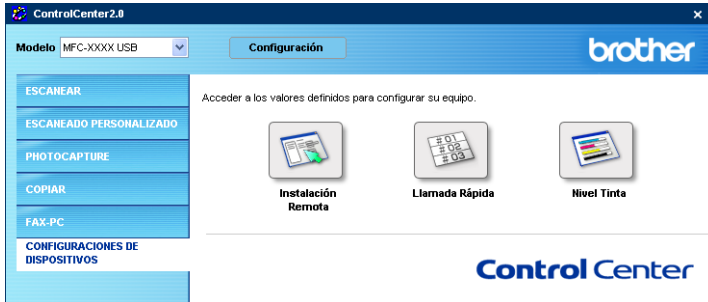 ControlCenter2.0
Modelo MFC-XXXX USB Configuración brother
ESCANEAR
ESCANEADO PERSONALIZADO
PHOTOCAPTURE
COPIAR
FAX-PC
CONFIGURACIONES DE
DISPOSITIVOS
Acceder a los valores definidos para configurar su equipo.
#01
#02
#03
Instalación
Remota
Llamada Rápida
Nivel Tinta
Control Center